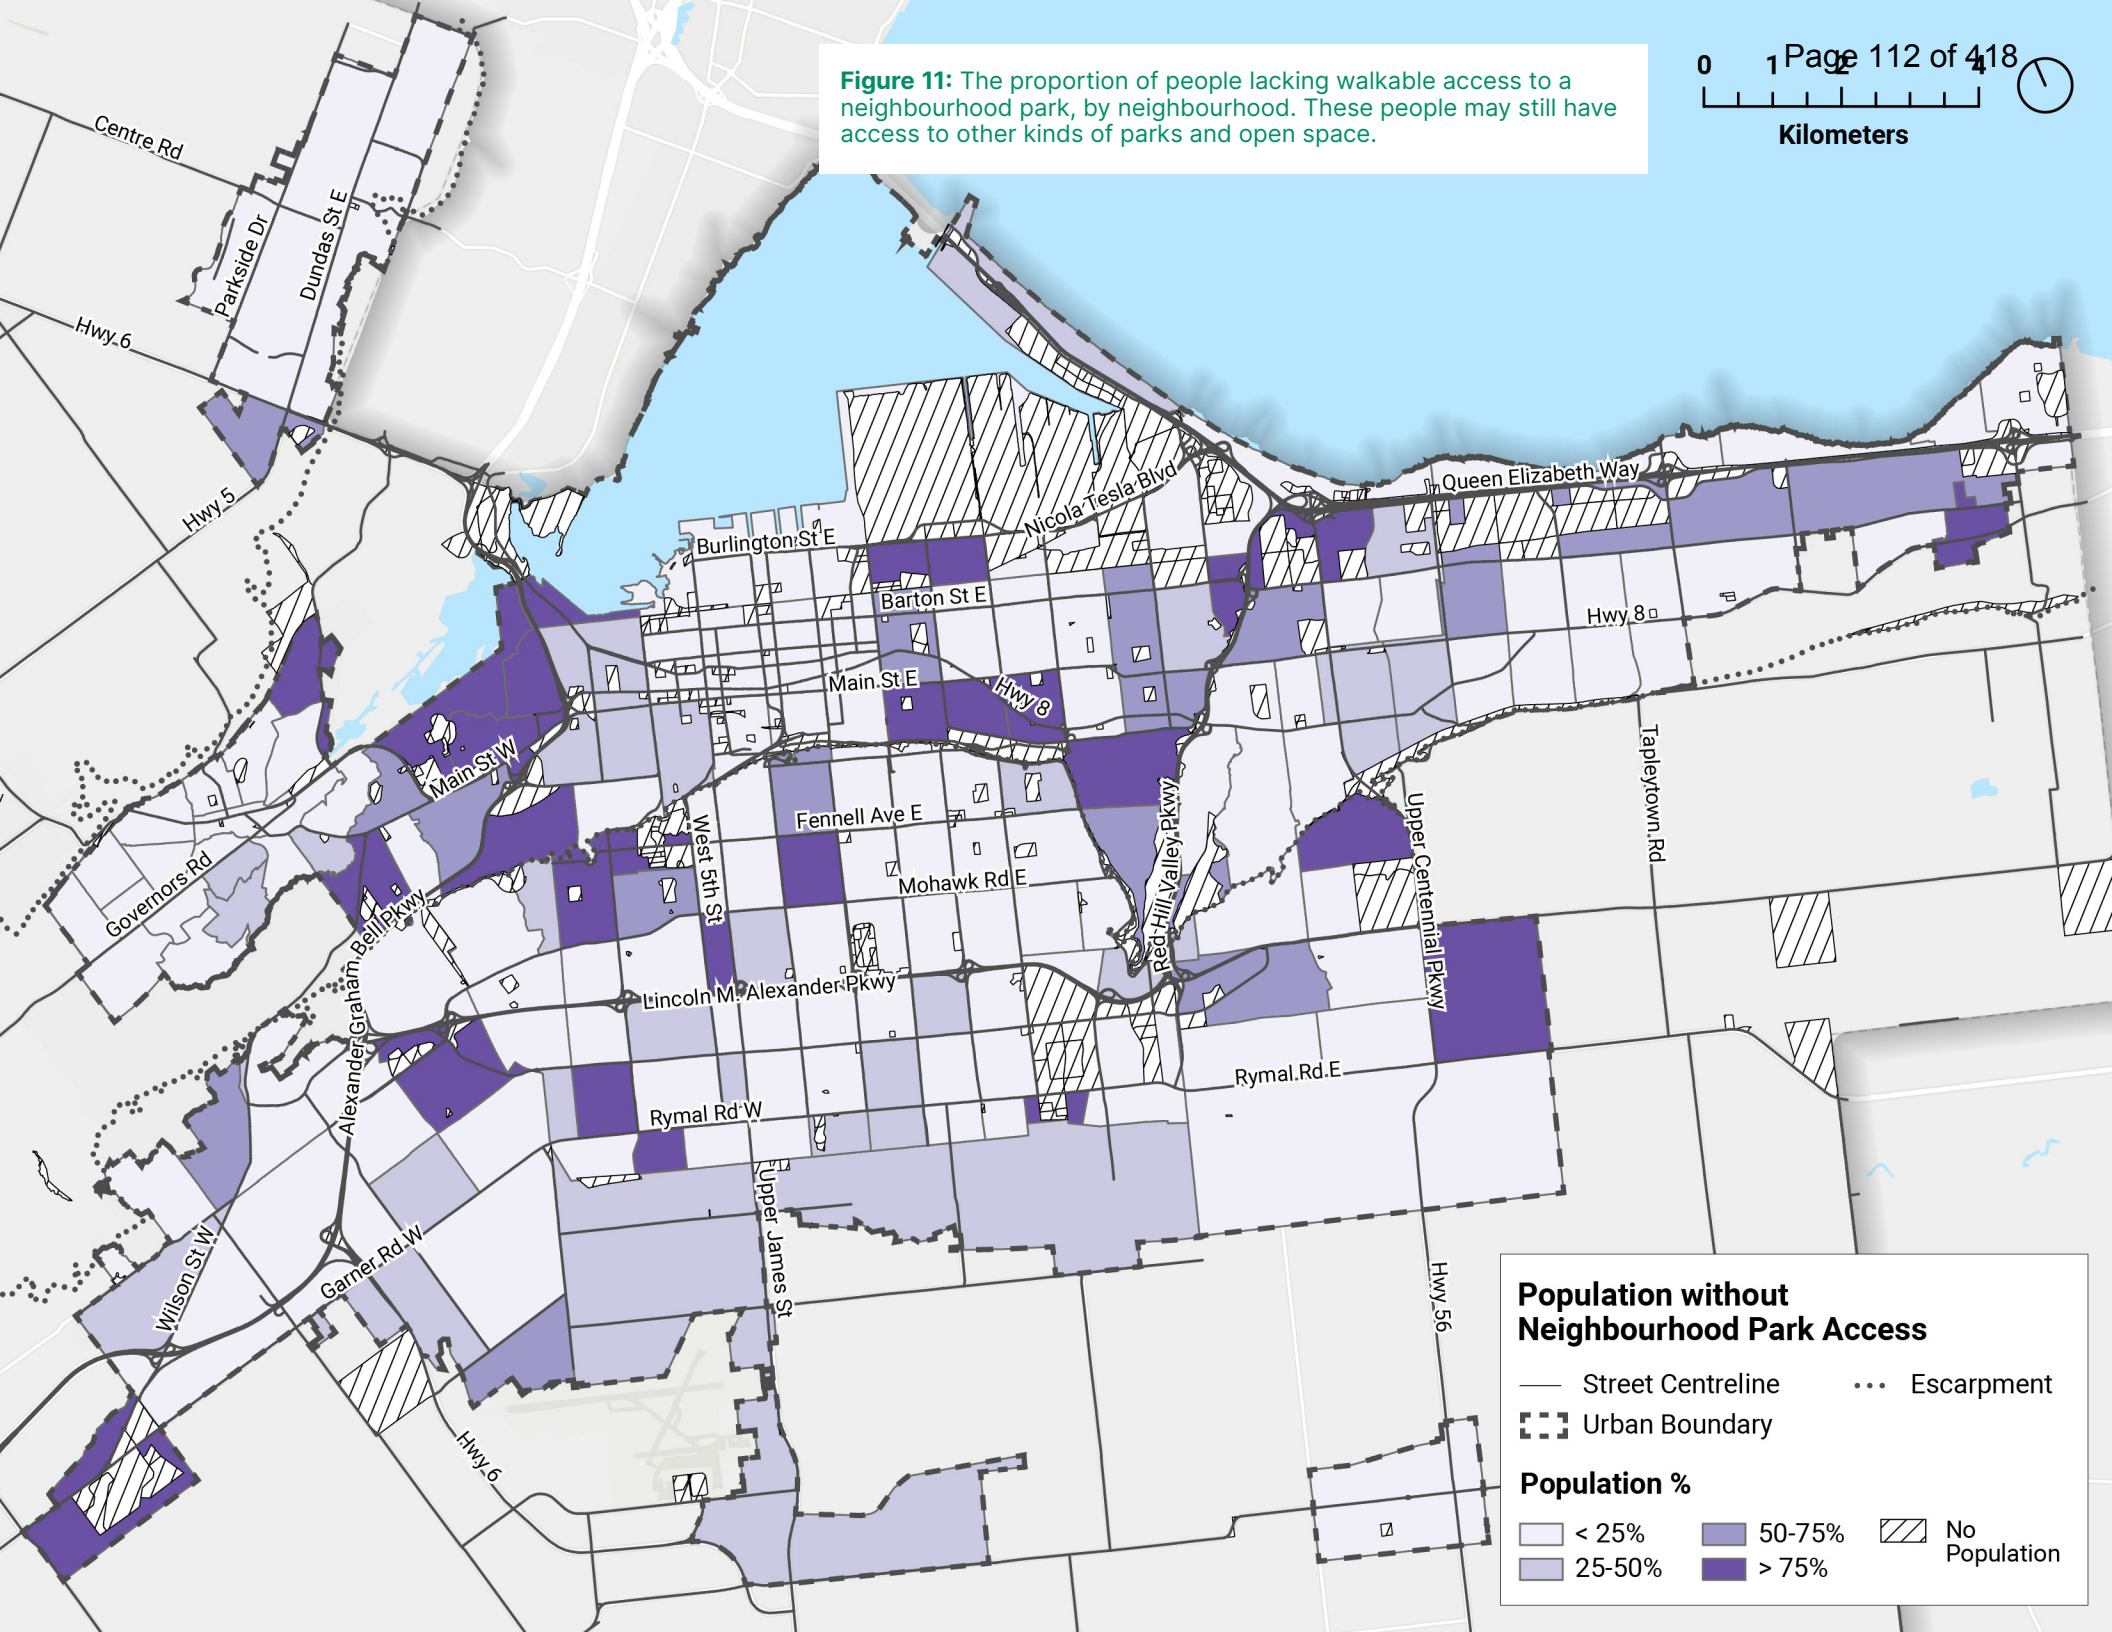 Page 112 of 418
0 1 2 4
Kilometers
Figure 11: The proportion of people lacking walkable access to a
neighbourhood park, by neighbourhood. These people may still have
access to other kinds of parks and open space.
Centre Rd
Parkside Dr
Dundas St E
Hwy 6
Hwy 5
Burlington St E
Nicola Tesla Blvd
Queen Elizabeth Way
Barton St E
Hwy 8
Main St E
Hwy 8
Main St W
Fennell Ave E
West 5th St
Mohawk Rd E
Red Hill Valley Pkwy
Upper Centennial Pkwy
Tapleytown Rd
Governors Rd
Alexander Graham Bell Pkwy
Lincoln M. Alexander Pkwy
Rymal Rd E
Rymal Rd W
Upper James St
Wilson St W
Garner Rd W
Hwy 6
Hwy 56
Population without
Neighbourhood Park Access
Street Centreline
Escarpment
Urban Boundary
Population %
< 25%
50-75%
No
Population
25-50%
> 75%